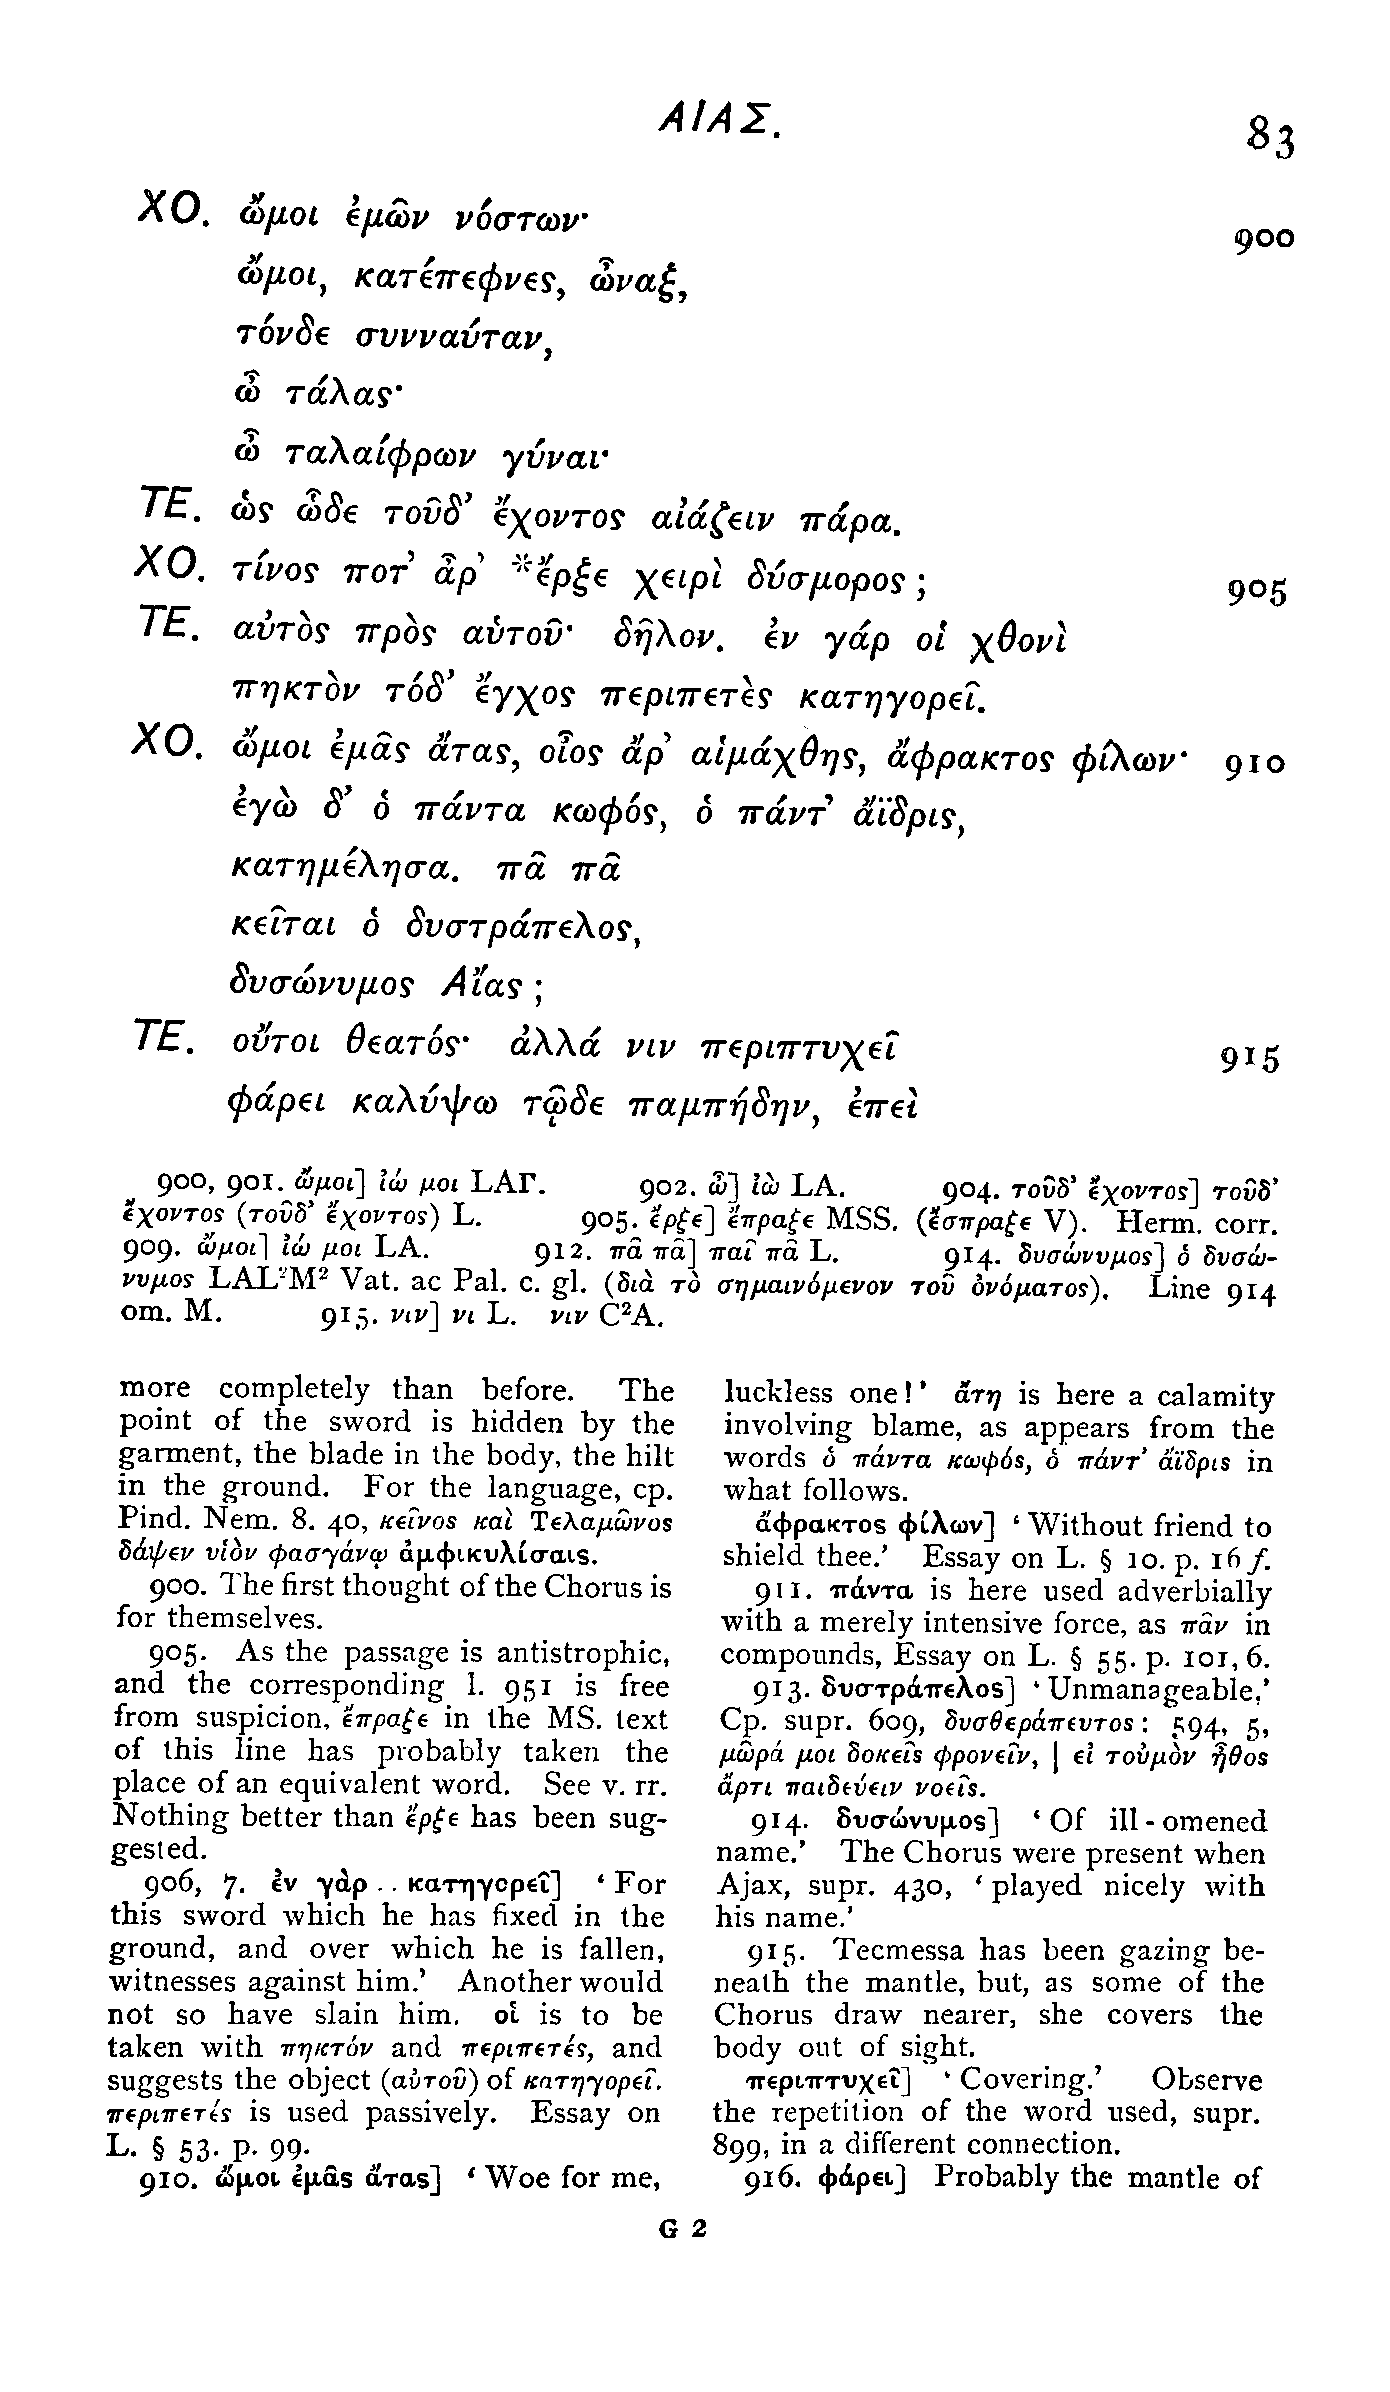 ΑΙΑΣ.
83
ΧΟ. ὤμοι ἐμῶν νόστων· 900
ὤμοι, κατέπεφνες, ὦναξ,
τόνδε συνναύταν,
ὦ τάλας·
ὦ ταλαίφρων γύναι·
ΤΕ. ὡς ὧδε τοῦδ’ ἔχοντος αἰάζειν πάρα.
ΧΟ. τίνος ποτ’ ἆρ’ *ἔρξε χειρὶ δύσμορος; 905
ΤΕ. αὐτὸς πρὸς αὑτοῦ· δῆλον. ἐν γάρ οἱ χθονὶ
πηκτὸν τόδ’ ἔγχος περιπετὲς κατηγορεῖ.
ΧΟ. ὤμοι ἐμᾶς ἄτας, οἶος ἄρ’ αἱμάχθης, ἄφρακτος φίλων· 910
ἐγὼ δ’ ὁ πάντα κωφός, ὁ πάντ’ ἄϊδρις,
κατημέλησα. πᾶ πᾶ
κεῖται ὁ δυστράπελος,
δυσώνυμος Αἴας;
ΤΕ. οὔτοι θεατός· ἀλλά νιν περιπτυχεῖ 915
φάρει καλύψω τῷδε παμπήδην, ἐπεὶ
900, 901. ὤμοι] ἰώ μοι LAΓ. 902. ὦ] ἰὼ LA. 904. τοῦδ’ ἔχοντος] τοῦδ’
ἔχοντος (τοῦδ’ ἔχοντος) L. 905. ἔρξε] ἔπραξε MSS. (ἔσπραξε V). Herm. corr.
909. ὤμοι] ἰώ μοι LA. 912. πᾶ πᾶ] παῖ πᾶ L. 914. δυσώνυμος] ὁ δυσώ-
νυμος LAL²M² Vat. ac Pal. c. gl. (διὰ τὸ σημαινόμενον τοῦ ὀνόματος). Line 914
om. M. 915. νιν] νι L. νιν C²A.
more completely than before. The
point of the sword is hidden by the
garment, the blade in the body, the hilt
in the ground. For the language, cp.
Pind. Nem. 8. 40, κεῖνος καὶ Τελαμῶνος
δάψεν υἱὸν φασγάνῳ ἀμφικυλίσαις.
900. The first thought of the Chorus is
for themselves.
905. As the passage is antistrophic,
and the corresponding l. 951 is free
from suspicion, ἔπραξε in the MS. text
of this line has probably taken the
place of an equivalent word. See v. rr.
Nothing better than ἔρξε has been sug-
gested.
906, 7. ἐν γὰρ .. κατηγορεῖ] ‘For
this sword which he has fixed in the
ground, and over which he is fallen,
witnesses against him.’ Another would
not so have slain him. οἱ is to be
taken with πηκτόν and περιπετές, and
suggests the object (αὐτοῦ) of κατηγορεῖ.
περιπετές is used passively. Essay on
L. § 53. p. 99.
910. ὤμοι ἐμᾶς ἄτας] ‘Woe for me,
luckless one!’ ἄτη is here a calamity
involving blame, as appears from the
words ὁ πάντα κωφός, ὁ πάντ’ ἄϊδρις in
what follows.
ἄφρακτος φίλων] ‘Without friend to
shield thee.’ Essay on L. § 10. p. 16 f.
911. πάντα is here used adverbially
with a merely intensive force, as πᾶν in
compounds, Essay on L. § 55. p. 101, 6.
913. δυστράπελος] ‘Unmanageable.’
Cp. supr. 609, δυσθεράπευτος: 594, 5,
μῶρά μοι δοκεῖς φρονεῖν, | εἰ τοὐμὸν ἦθος
ἄρτι παιδεύειν νοεῖς.
914. δυσώνυμος] ‘Of ill-omened
name.’ The Chorus were present when
Ajax, supr. 430, ‘played nicely with
his name.’
915. Tecmessa has been gazing be-
neath the mantle, but, as some of the
Chorus draw nearer, she covers the
body out of sight.
περιπτυχεῖ] ‘Covering.’ Observe
the repetition of the word used, supr.
899, in a different connection.
916. φάρει] Probably the mantle of
G 2